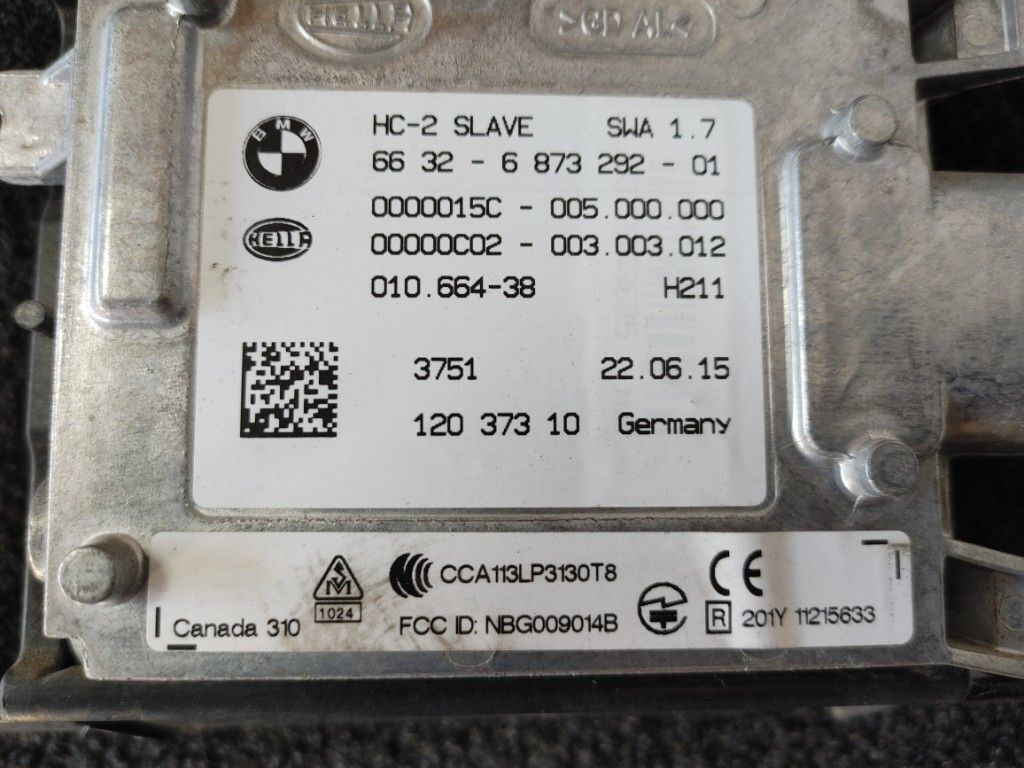 HELLA
>GD AL<
BMW
HC-2 SLAVE SWA 1.7
66 32 - 6 873 292 - 01
0000015C - 005.000.000
HELLA
00000C02 - 003.003.012
010.664-38 H211
3751 22.06.15
120 373 10 Germany
CCA113LP3130T8
CE
1024
Canada 310
FCC ID: NBG009014B
R 201Y 11215633